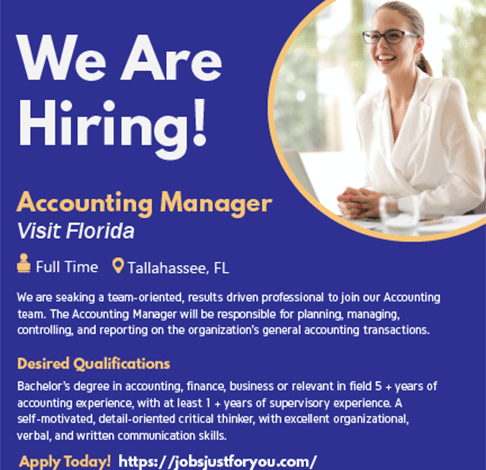 We Are
Hiring!
Accounting Manager
Visit Florida
Full Time Tallahassee, FL
We are seeking a team-oriented, results driven professional to join our Accounting
team. The Accounting Manager will be responsible for planning, managing,
controlling, and reporting on the organization's general accounting transactions.
Desired Qualifications
Bachelor's degree in accounting, finance, business or relevant in field 5 + years of
accounting experience, with at least 1 + years of supervisory experience. A
self-motivated, detail-oriented critical thinker, with excellent organizational,
verbal, and written communication skills.
Apply Today! https://jobsjustforyou.com/